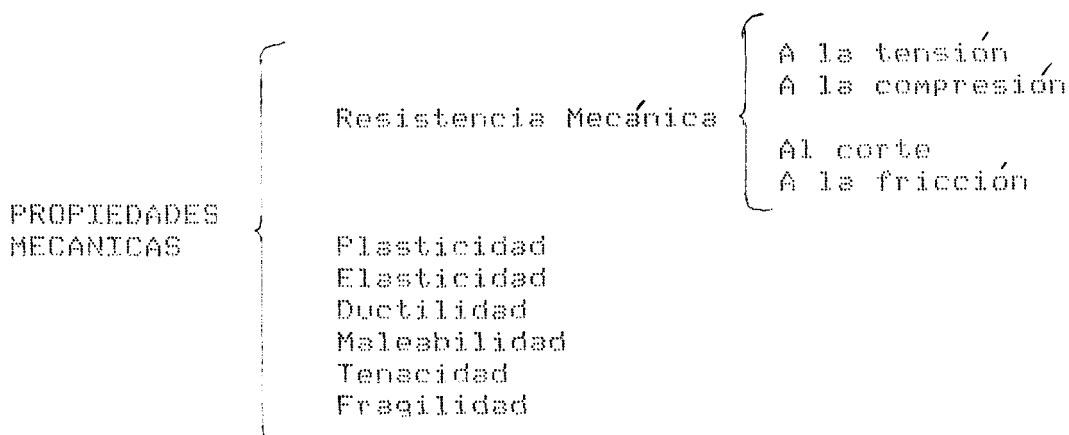 PROPIEDADES
MECANICAS
Resistencia Mecánica
A la tensión
A la compresión
Al corte
A la fricción
Plasticidad
Elasticidad
Ductilidad
Maleabilidad
Tenacidad
Fragilidad